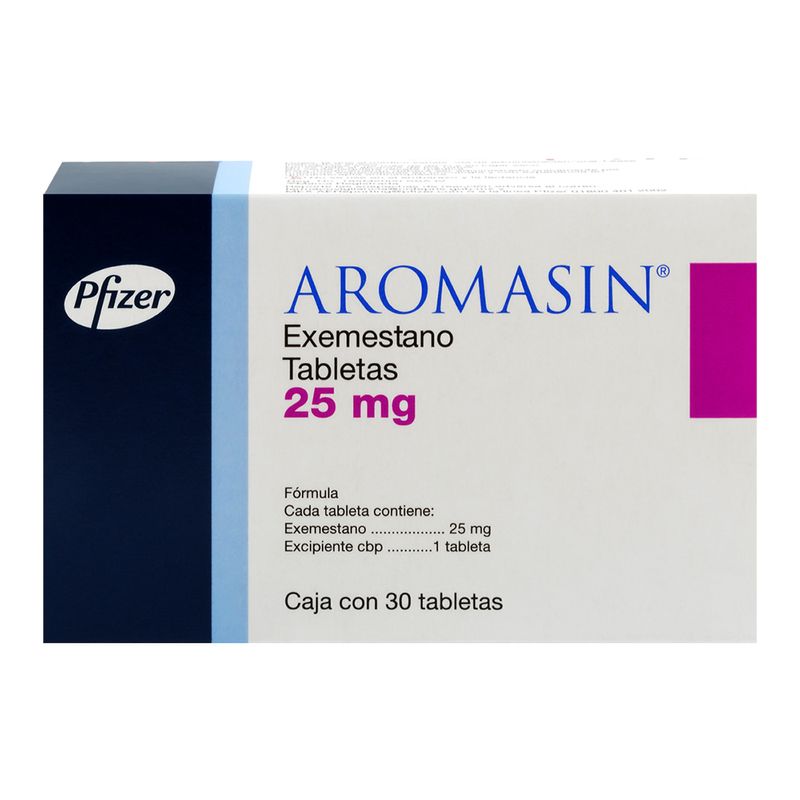 Pfizer
AROMASIN®
Exemestano
Tabletas
25 mg
Fórmula
Cada tableta contiene:
Exemestano .................. 25 mg
Excipiente cbp ...........1 tableta
Caja con 30 tabletas